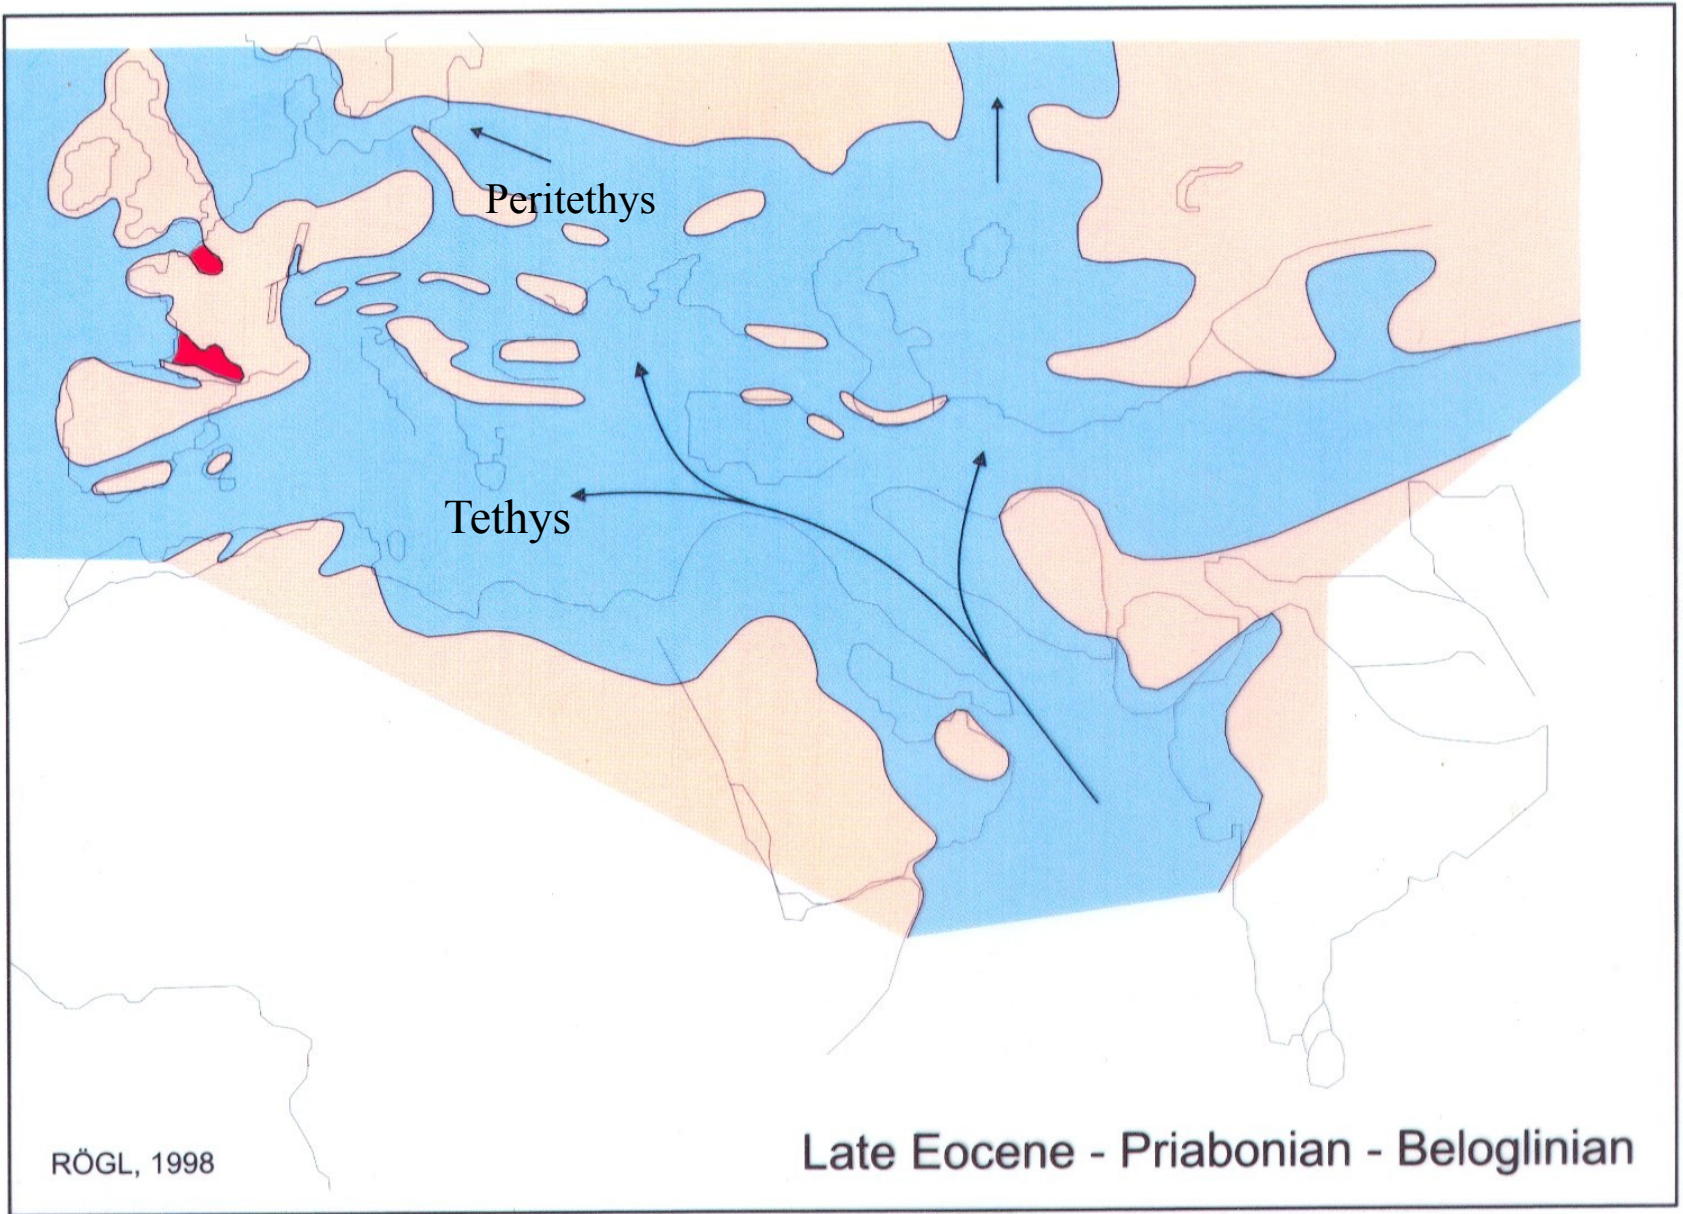 Peritethys
Tethys
RÖGL, 1998
Late Eocene - Priabonian - Beloglinian